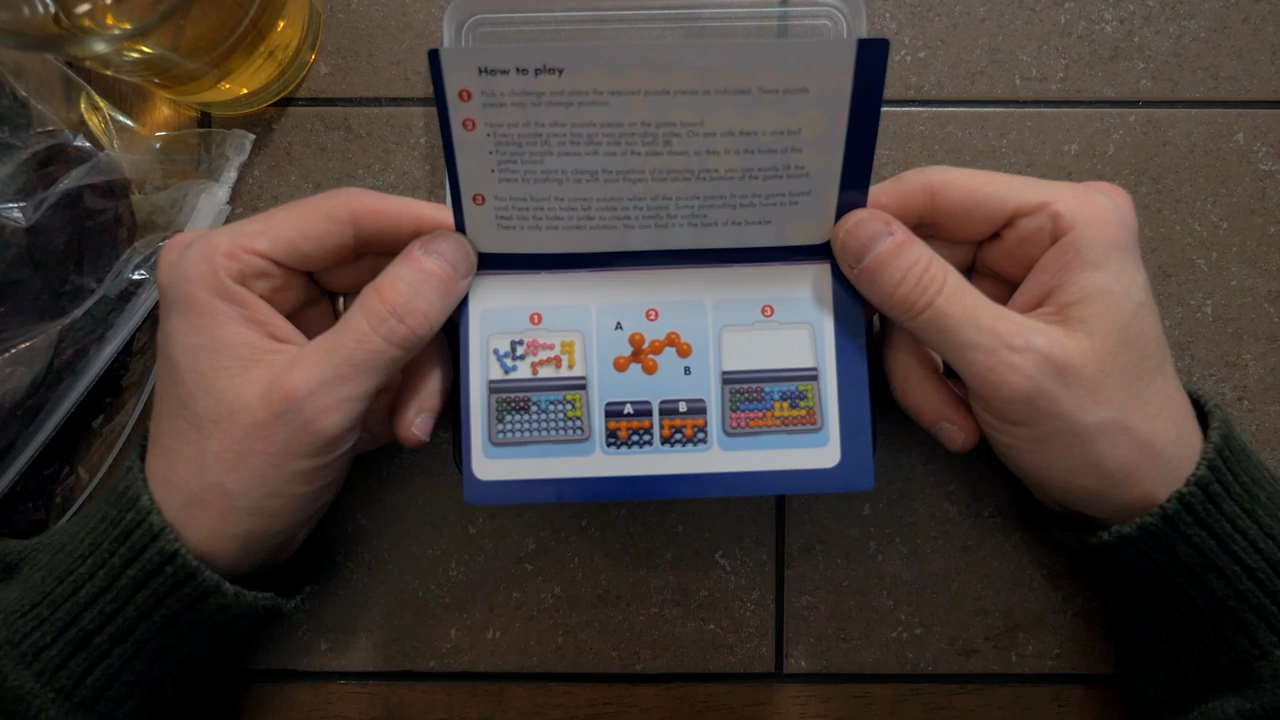 How to play
1 Pick a challenge and place the required puzzle pieces as indicated. These puzzle
pieces may not change position.
2 Now put all the other puzzle pieces on the game board.
• Every puzzle piece has got two protruding sides. On one side there is one ball
sticking out (A), on the other side two balls (B).
• Put your puzzle pieces with one of the sides down, so they fit in the holes of the
game board.
• When you want to change the position of a playing piece, you can easily lift the
piece by pushing it up with your fingers from under the bottom of the game board.
3 You have found the correct solution when all the puzzle pieces fit on the game board
and there are no holes left visible on the board. Some protruding balls have to be
fitted into the holes in order to create a totally flat surface.
There is only one correct solution. You can find it in the back of the booklet.
1 2 3
A
B
A B